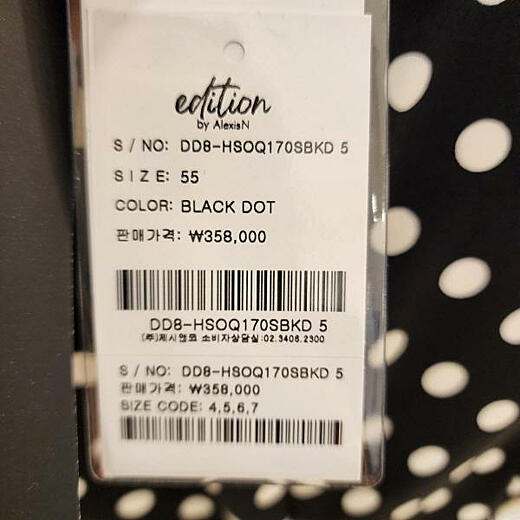 edition
by AlexisN
S / NO: DD8-HSOQ170SBKD 5
S I Z E: 55
COLOR: BLACK DOT
판매가격: ₩358,000
DD8-HSOQ170SBKD 5
(주)제시앤코 소비자상담실:02.3406.2300
S / NO: DD8-HSOQ170SBKD 5
판매가격: ₩358,000
SIZE CODE: 4,5,6,7